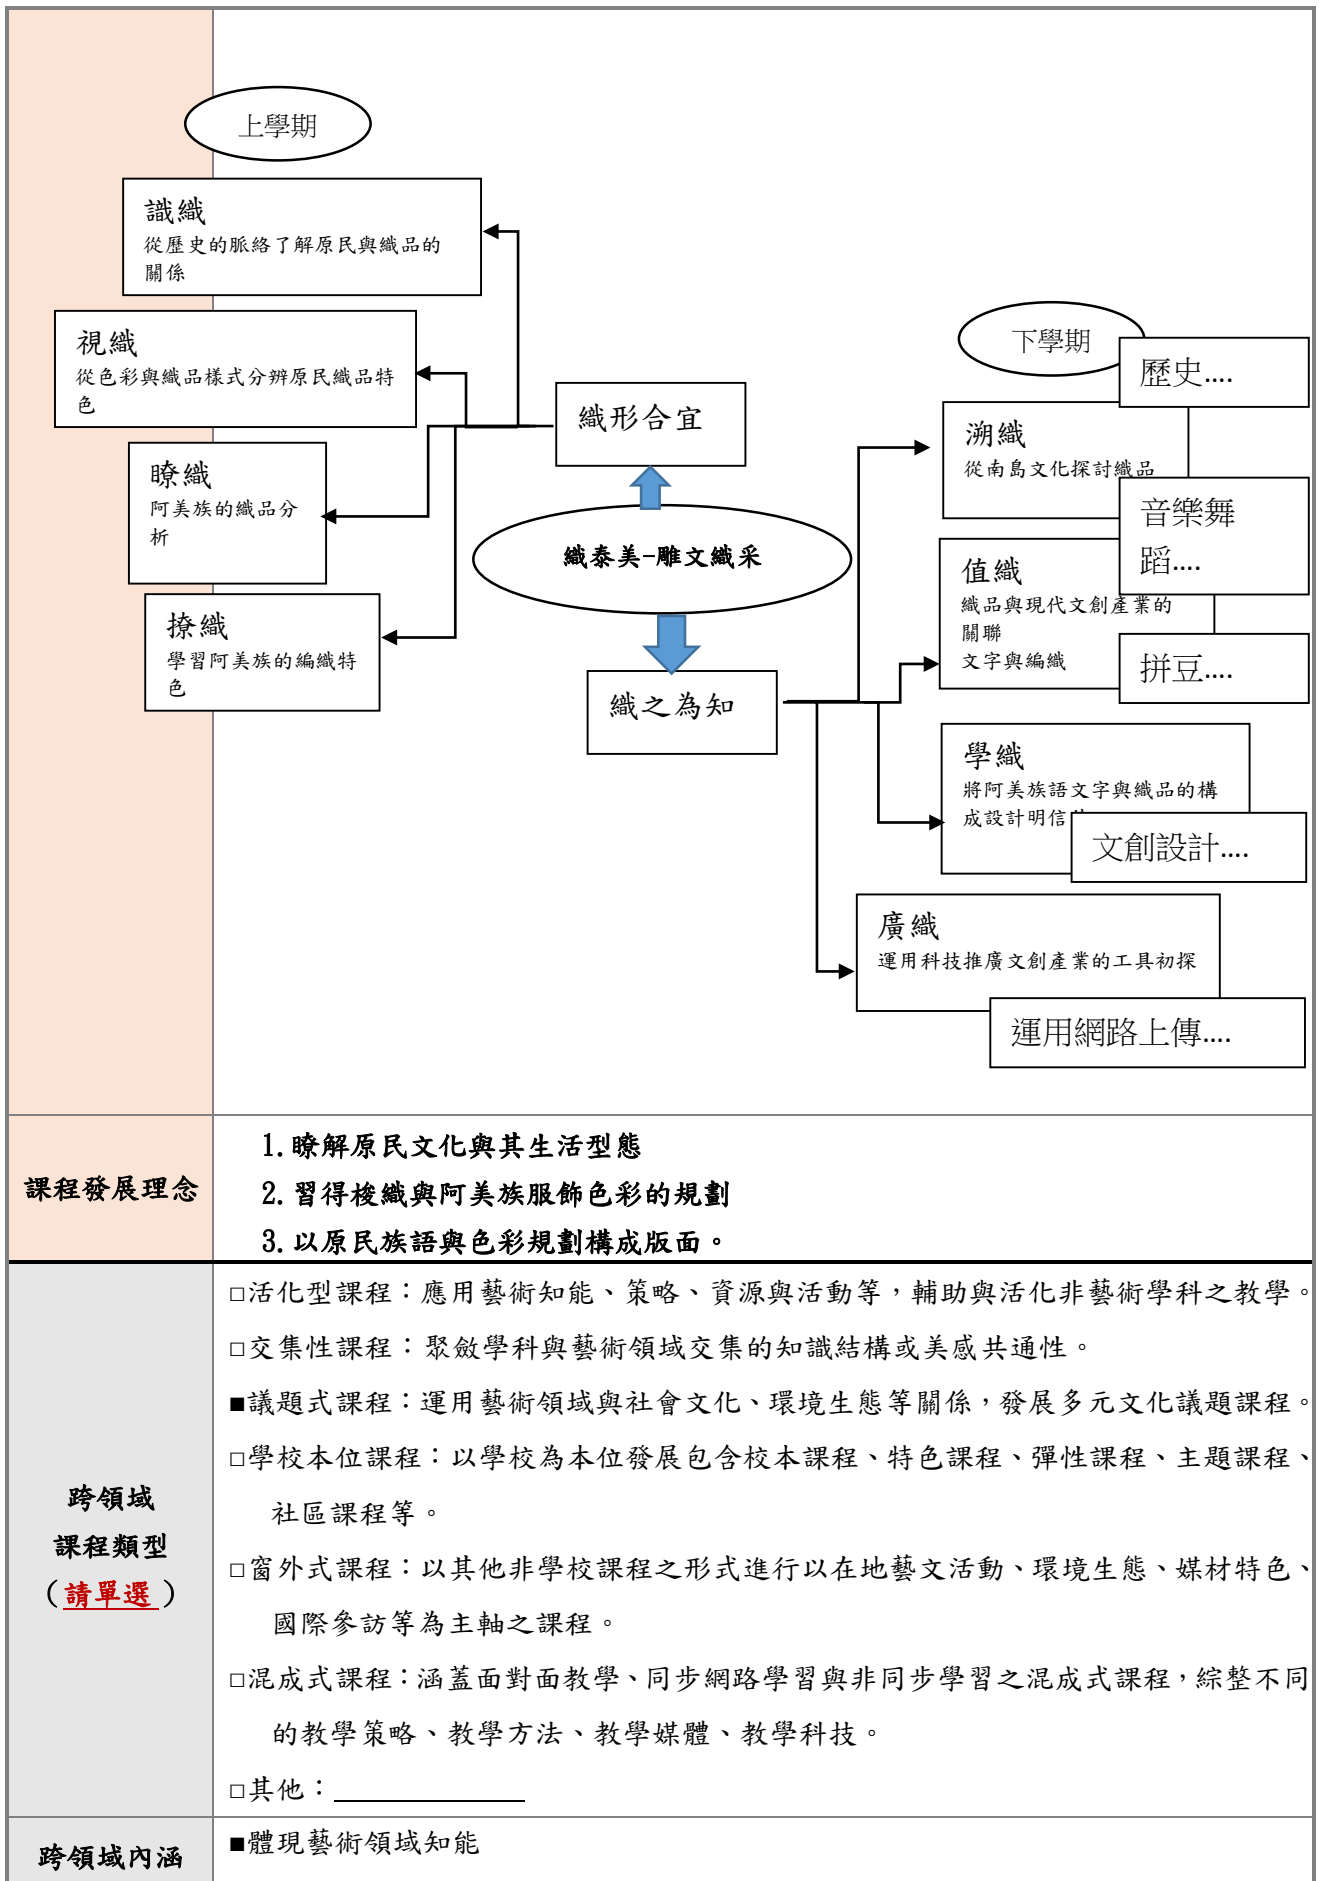 上學期
識織
從歷史的脈絡了解原民與織品的
關係
視織
從色彩與織品樣式分辨原民織品特
色
瞭織
阿美族的織品分
析
撩織
學習阿美族的編織特
色
織形合宜
織泰美-雕文織采
織之為知
下學期
歷史....
溯織
從南島文化探討織品
音樂舞
蹈....
值織
織品與現代文創產業的
關聯
文字與編織
拼豆....
學織
將阿美族語文字與織品的構
成設計明信
文創設計....
廣織
運用科技推廣文創產業的工具初探
運用網路上傳....
課程發展理念
1.瞭解原民文化與其生活型態
2.習得梭織與阿美族服飾色彩的規劃
3.以原民族語與色彩規劃構成版面。
跨領域
課程類型
（請單選）
□活化型課程：應用藝術知能、策略、資源與活動等，輔助與活化非藝術學科之教學。
□交集性課程：聚斂學科與藝術領域交集的知識結構或美感共通性。
■議題式課程：運用藝術領域與社會文化、環境生態等關係，發展多元文化議題課程。
□學校本位課程：以學校為本位發展包含校本課程、特色課程、彈性課程、主題課程、
社區課程等。
□窗外式課程：以其他非學校課程之形式進行以在地藝文活動、環境生態、媒材特色、
國際參訪等為主軸之課程。
□混成式課程：涵蓋面對面教學、同步網路學習與非同步學習之混成式課程，綜整不同
的教學策略、教學方法、教學媒體、教學科技。
□其他：
跨領域內涵
■體現藝術領域知能